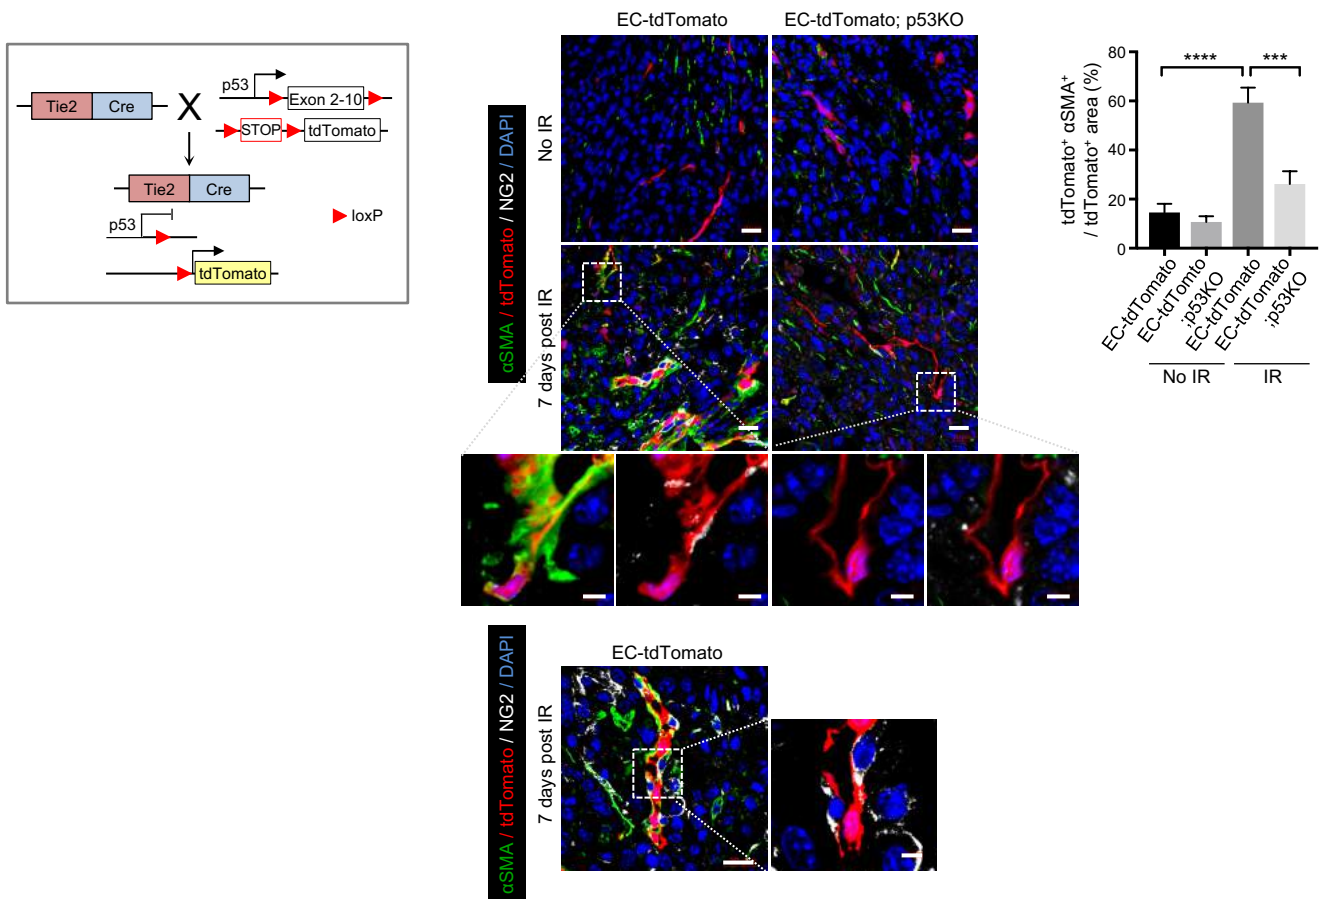 Tie2 Cre
X
p53
Exon 2-10
STOP tdTomato
Tie2 Cre
p53
loxP
tdTomato
EC-tdTomato
EC-tdTomato; p53KO
αSMA / tdTomato / NG2 / DAPI
No IR
7 days post IR
αSMA / tdTomato / NG2 / DAPI
7 days post IR
EC-tdTomato
tdTomato⁺ αSMA⁺
/ tdTomato⁺ area (%)
80
60
40
20
0
****
***
EC-tdTomato
EC-tdTomto
;p53KO
EC-tdTomato
EC-tdTomato
;p53KO
No IR
IR